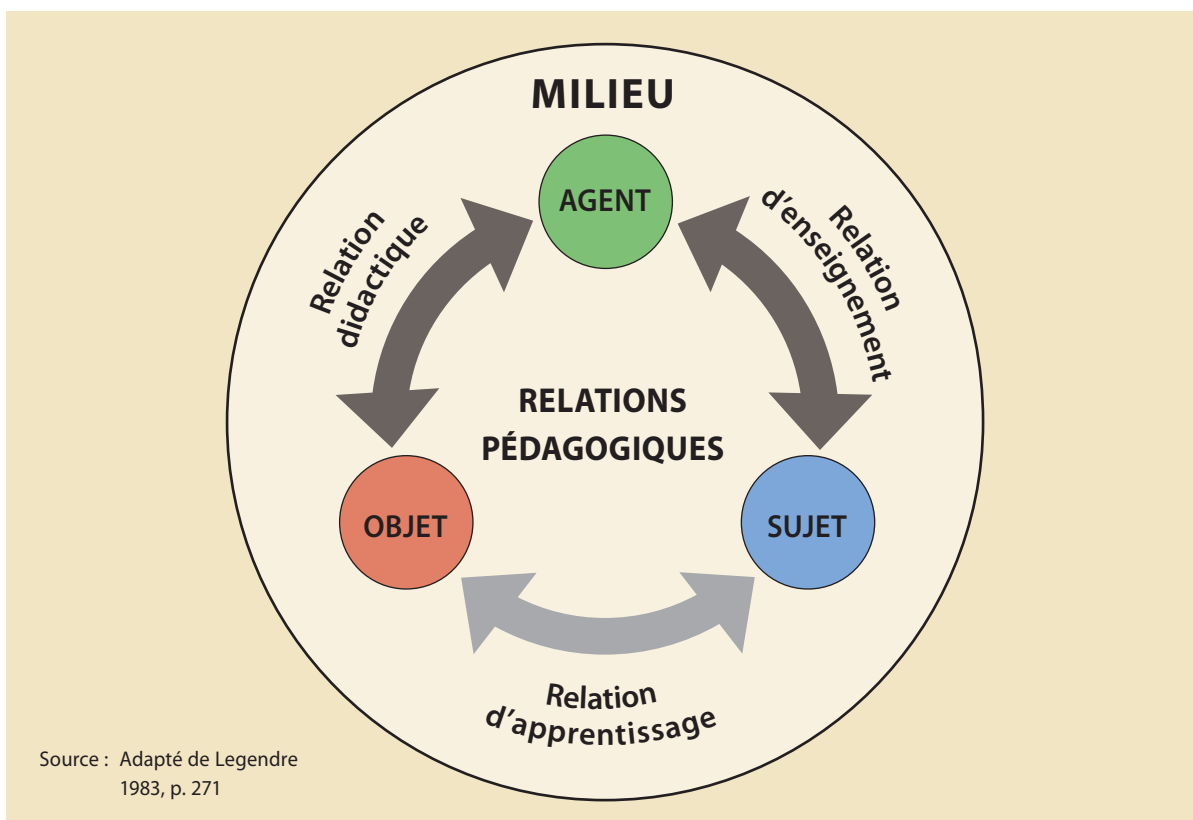 MILIEU
AGENT
Relation
didactique
Relation
d’enseignement
RELATIONS
PÉDAGOGIQUES
OBJET
SUJET
Relation
d’apprentissage
Source : Adapté de Legendre
1983, p. 271